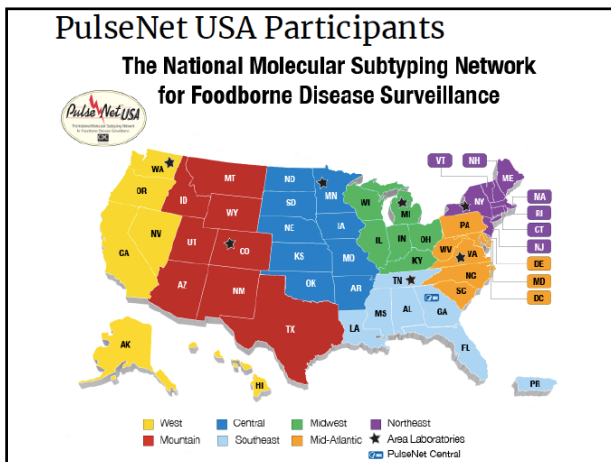 PulseNet USA Participants
The National Molecular Subtyping Network
for Foodborne Disease Surveillance
PulseNet USA
CDC
WA
MT
ND
MN
VT
NH
ME
OR
ID
WY
SD
WI
MI
NY
MA
RI
CT
NJ
NV
UT
CO
NE
IA
IL
IN
OH
PA
WV
VA
DE
MD
DC
CA
KS
MO
KY
NC
AZ
NM
OK
AR
TN
SC
TX
LA
MS
AL
GA
FL
AK
HI
PR
West
Central
Midwest
Northeast
Mountain
Southeast
Mid-Atlantic
Area Laboratories
PulseNet Central